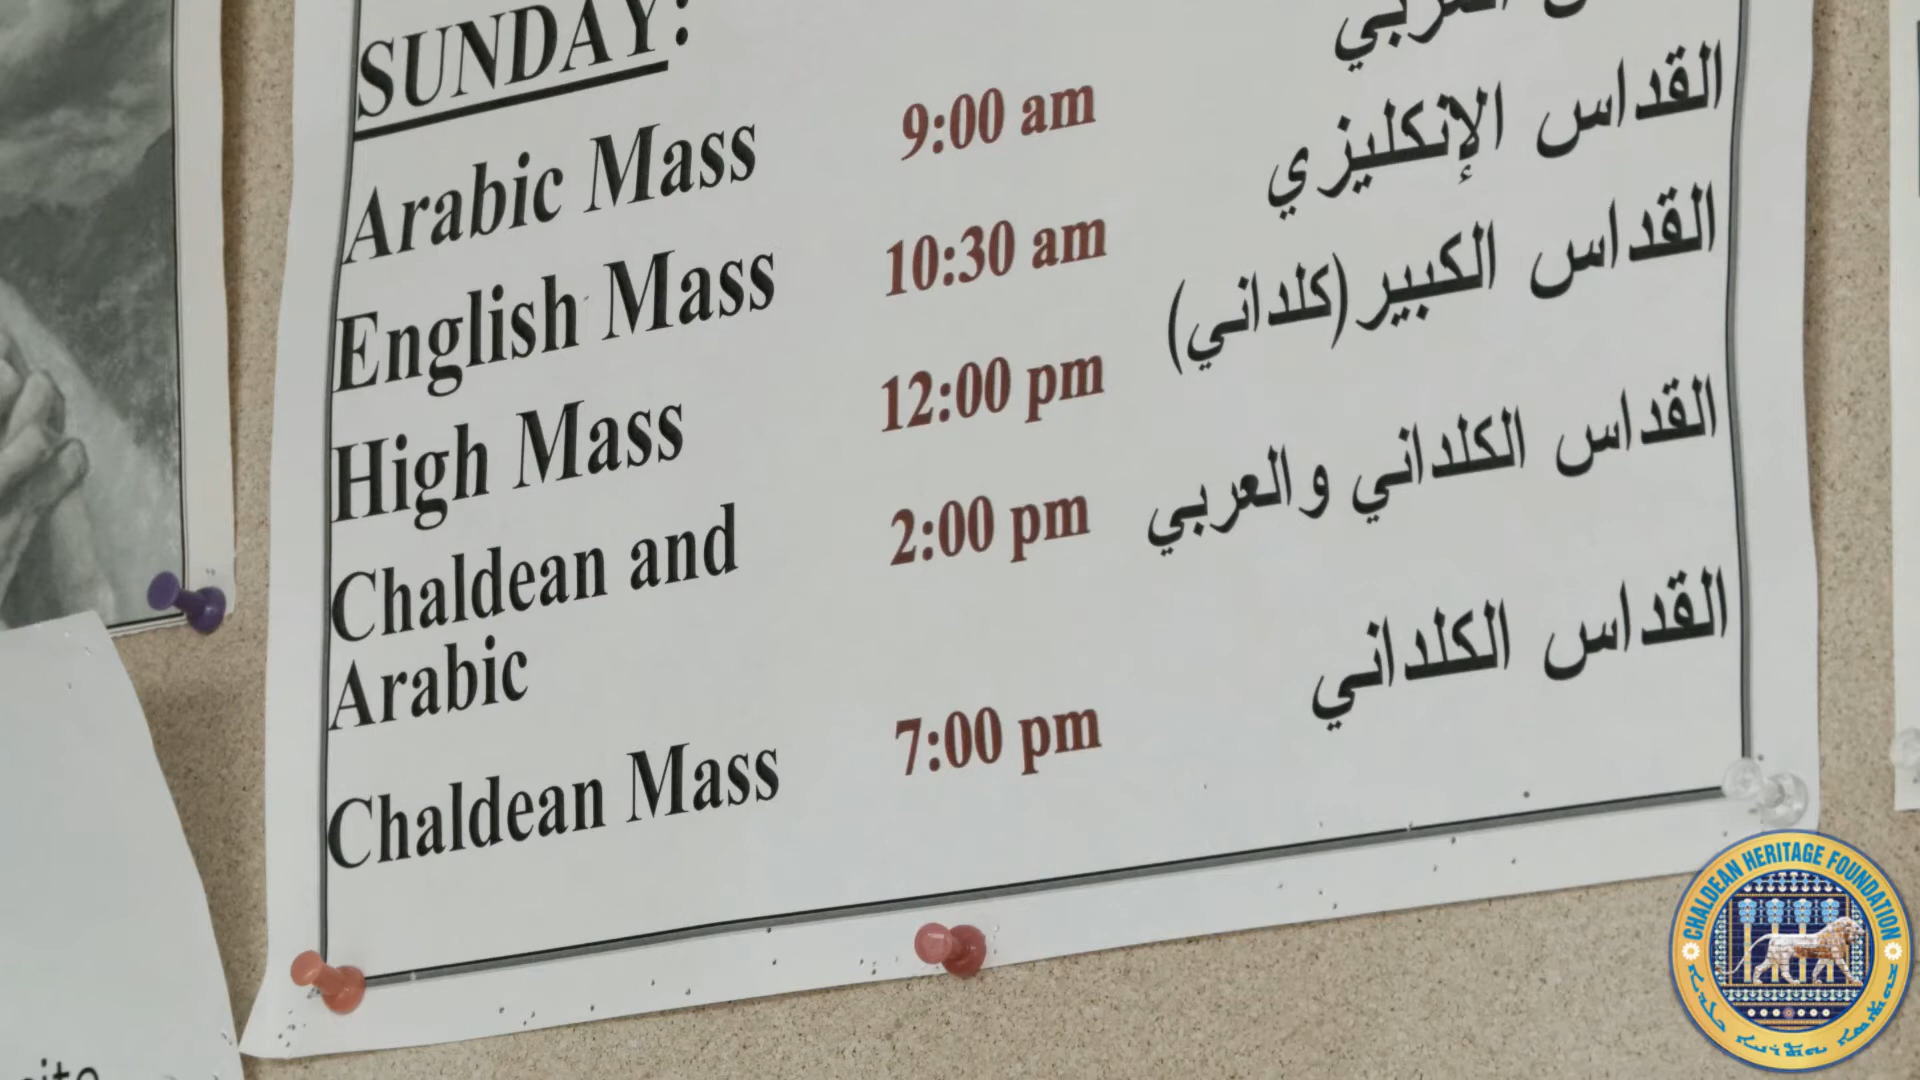 SUNDAY:
Arabic Mass 9:00 am العربي
English Mass 10:30 am القداس الإنكليزي
High Mass 12:00 pm القداس الكبير(كلداني)
Chaldean and 2:00 pm القداس الكلداني والعربي
Arabic
Chaldean Mass 7:00 pm القداس الكلداني
CHALDEAN HERITAGE FOUNDATION